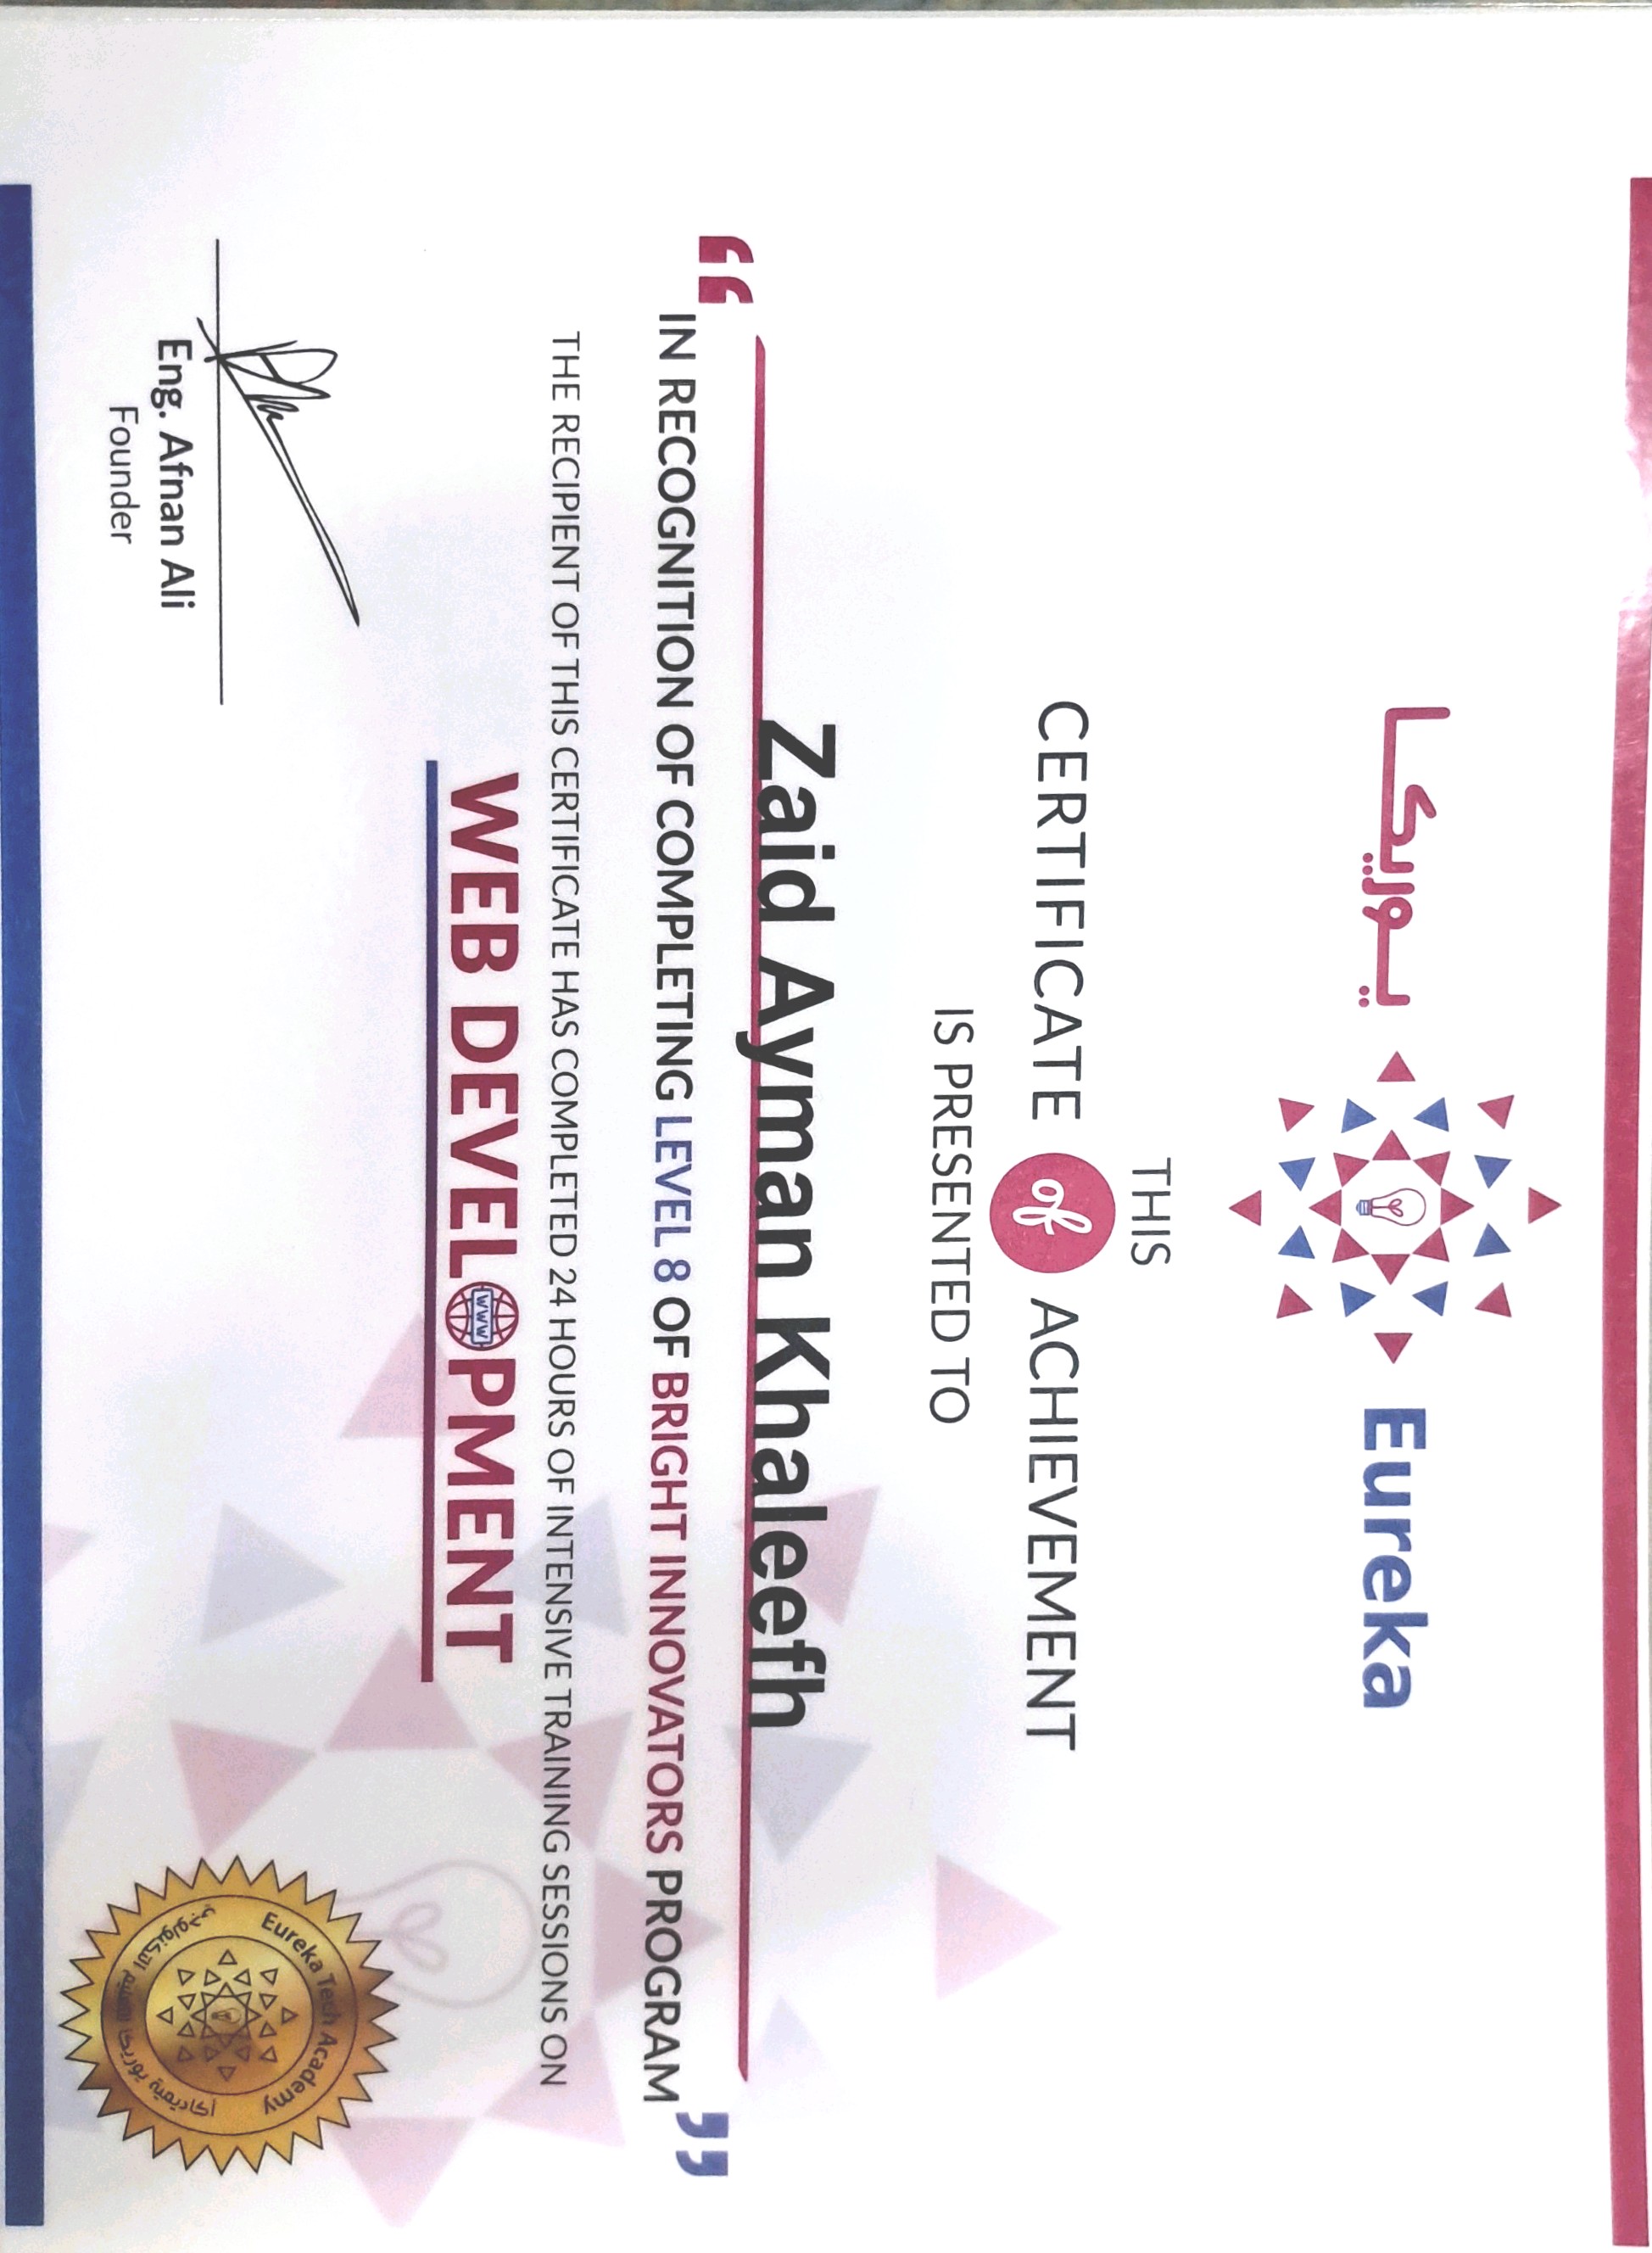 يوريكا Eureka
THIS
CERTIFICATE of ACHIEVEMENT
IS PRESENTED TO
Zaid Ayman Khaleefh
“IN RECOGNITION OF COMPLETING LEVEL 8 OF BRIGHT INNOVATORS PROGRAM”
THE RECIPIENT OF THIS CERTIFICATE HAS COMPLETED 24 HOURS OF INTENSIVE TRAINING SESSIONS ON
WEB DEVELOPMENT
www
Eng. Afnan Ali
Founder
Eureka Tech Academy
أكاديمية يوريكا للتعليم التكنولوجي